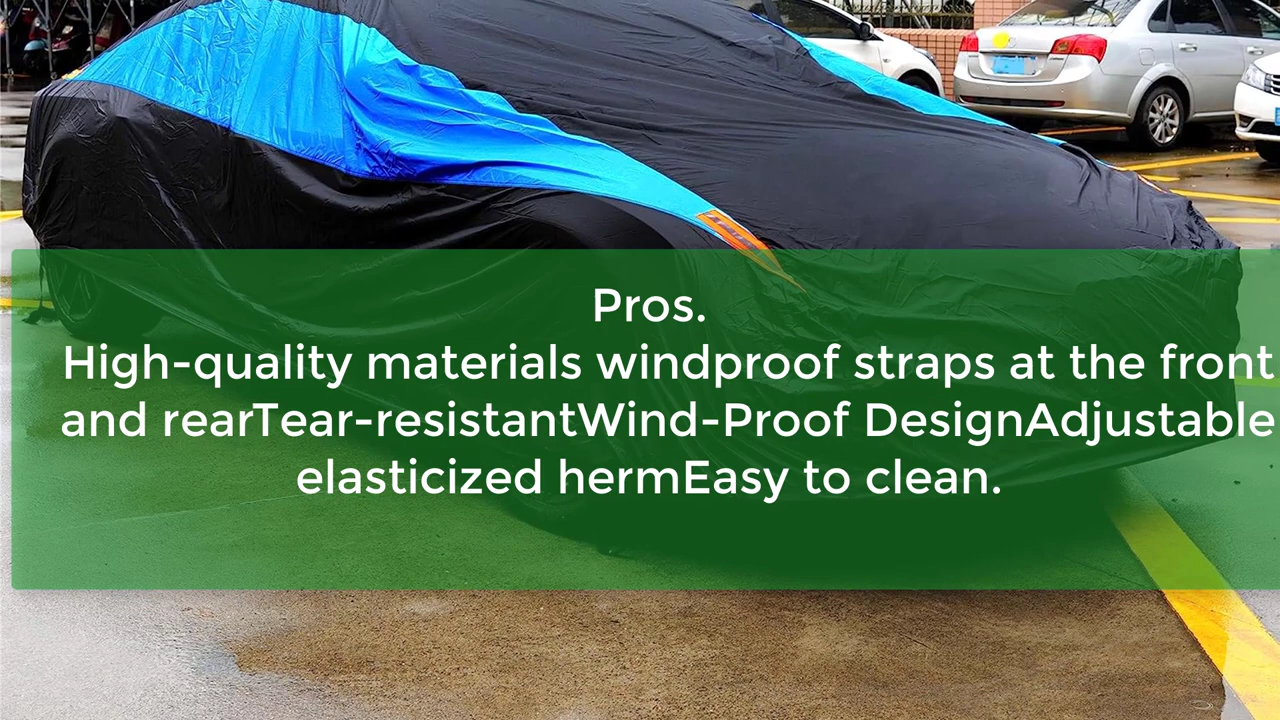 Pros.
High-quality materials windproof straps at the front
and rearTear-resistantWind-Proof DesignAdjustable
elasticized hermEasy to clean.